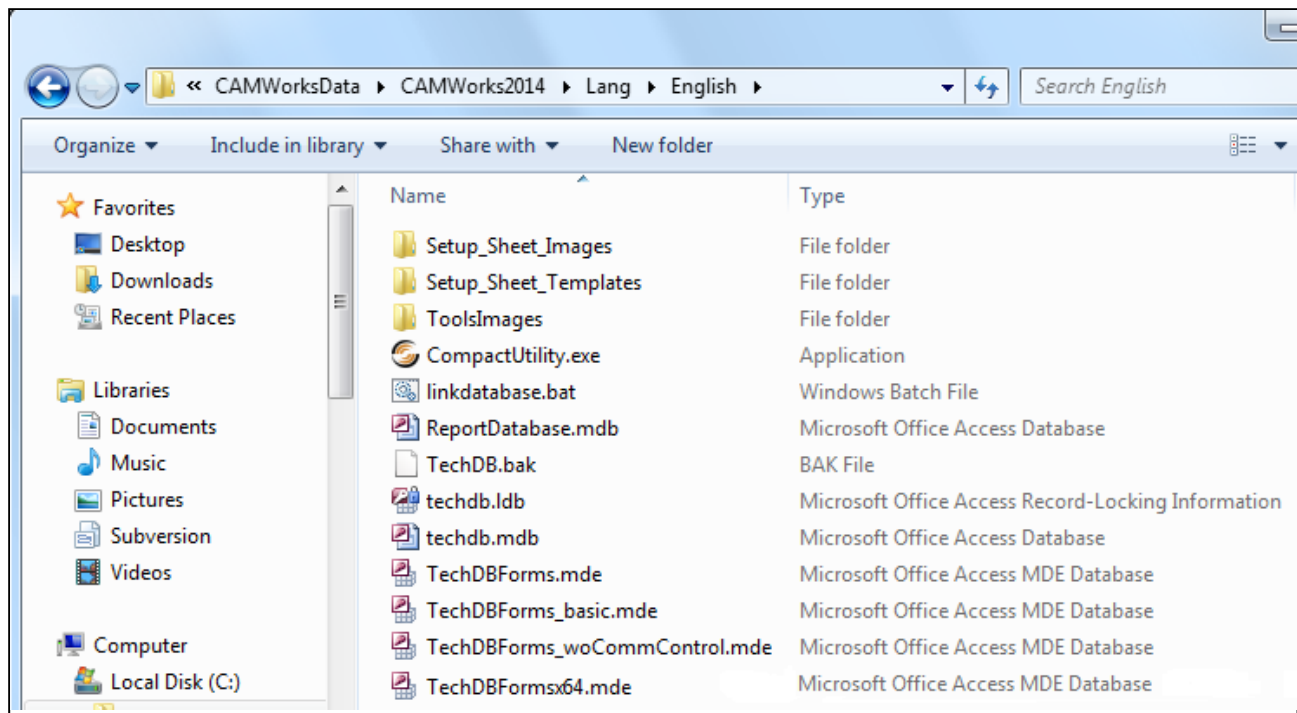 « CAMWorksData ▸ CAMWorks2014 ▸ Lang ▸ English ▸ Search English
Organize Include in library Share with New folder
Favorites
Desktop
Downloads
Recent Places
Libraries
Documents
Music
Pictures
Subversion
Videos
Computer
Local Disk (C:)
Name Type
Setup_Sheet_Images File folder
Setup_Sheet_Templates File folder
ToolsImages File folder
CompactUtility.exe Application
linkdatabase.bat Windows Batch File
ReportDatabase.mdb Microsoft Office Access Database
TechDB.bak BAK File
techdb.ldb Microsoft Office Access Record-Locking Information
techdb.mdb Microsoft Office Access Database
TechDBForms.mde Microsoft Office Access MDE Database
TechDBForms_basic.mde Microsoft Office Access MDE Database
TechDBForms_woCommControl.mde Microsoft Office Access MDE Database
TechDBFormsx64.mde Microsoft Office Access MDE Database